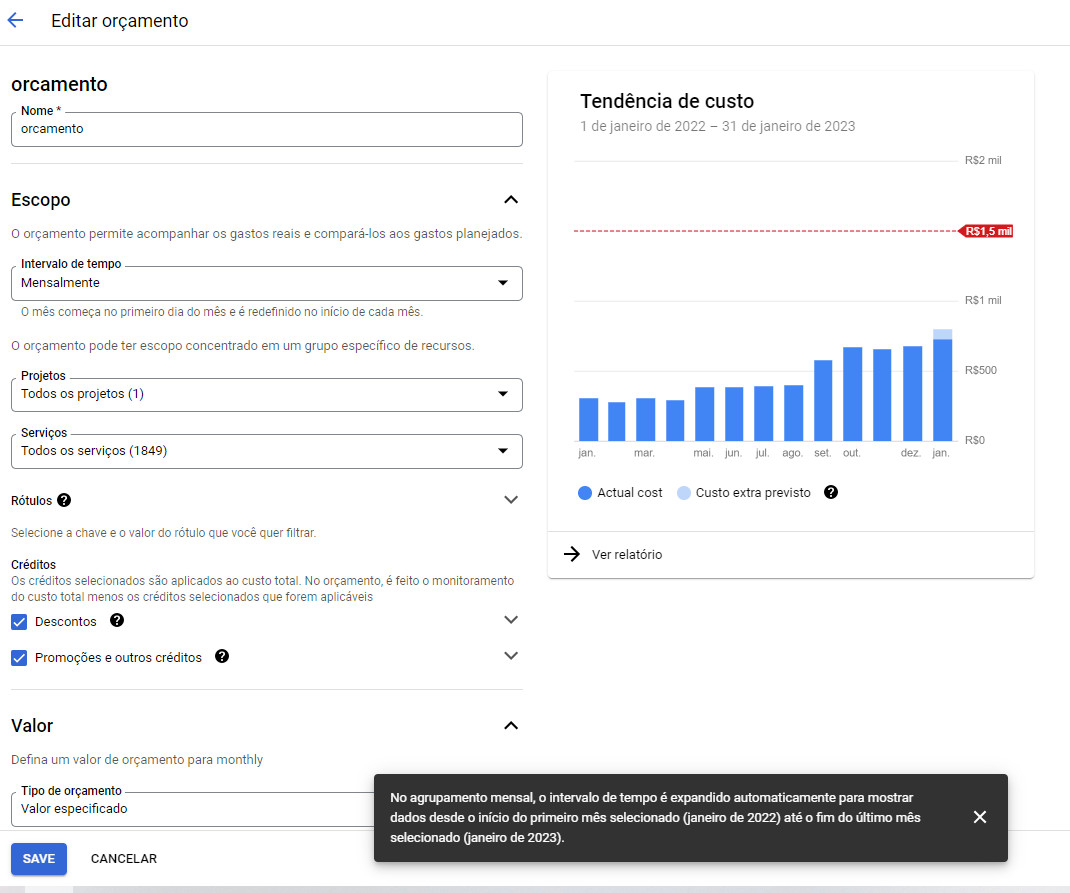 Editar orçamento
orcamento
Nome *
orcamento
Escopo
O orçamento permite acompanhar os gastos reais e compará-los aos gastos planejados.
Intervalo de tempo
Mensalmente
O mês começa no primeiro dia do mês e é redefinido no início de cada mês.
O orçamento pode ter escopo concentrado em um grupo específico de recursos.
Projetos
Todos os projetos (1)
Serviços
Todos os serviços (1849)
Rótulos ?
Selecione a chave e o valor do rótulo que você quer filtrar.
Créditos
Os créditos selecionados são aplicados ao custo total. No orçamento, é feito o monitoramento
do custo total menos os créditos selecionados que forem aplicáveis
Descontos ?
Promoções e outros créditos ?
Valor
Defina um valor de orçamento para monthly
Tipo de orçamento
Valor especificado
SAVE CANCELAR
Tendência de custo
1 de janeiro de 2022 – 31 de janeiro de 2023
R$2 mil
R$1,5 mil
R$1 mil
R$500
R$0
jan. mar. mai. jun. jul. ago. set. out. dez. jan.
Actual cost Custo extra previsto ?
Ver relatório
No agrupamento mensal, o intervalo de tempo é expandido automaticamente para mostrar
dados desde o início do primeiro mês selecionado (janeiro de 2022) até o fim do último mês
selecionado (janeiro de 2023).